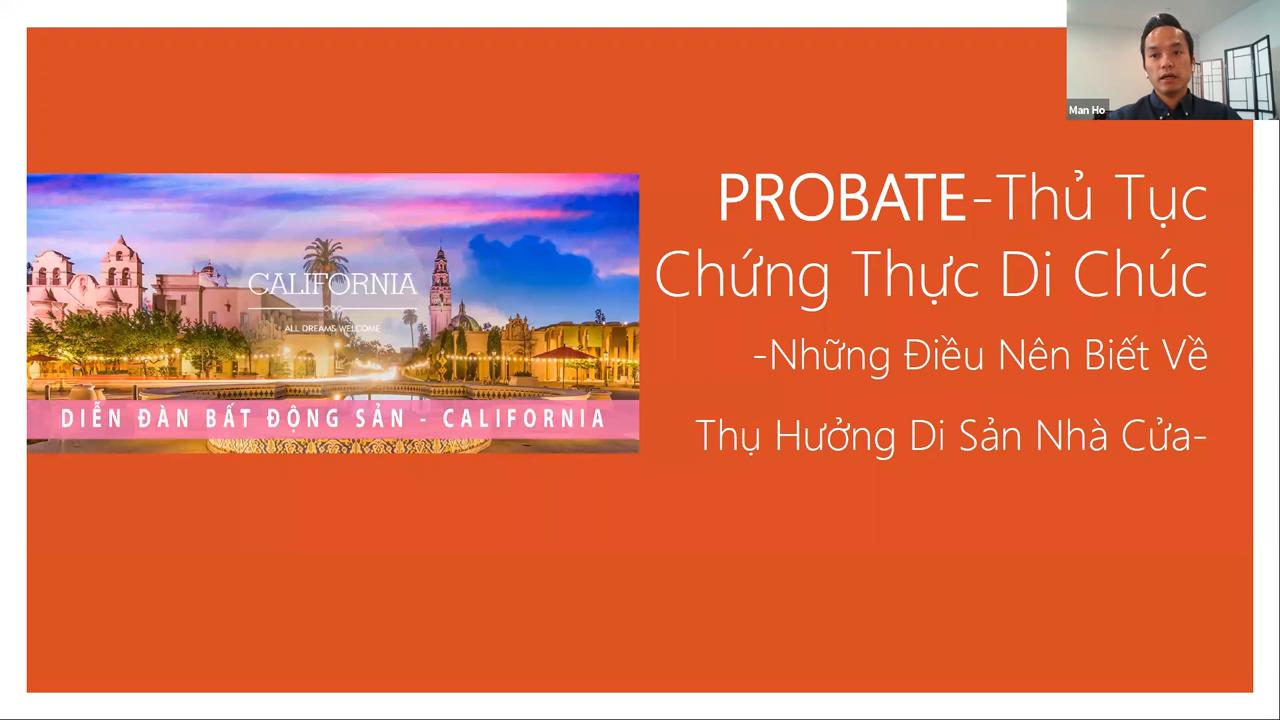 Man Ho
PROBATE-Thủ Tục
Chứng Thực Di Chúc
-Những Điều Nên Biết Về
Thụ Hưởng Di Sản Nhà Cửa-
CALIFORNIA
ALL DREAMS WELCOME
DIỄN ĐÀN BẤT ĐỘNG SẢN - CALIFORNIA